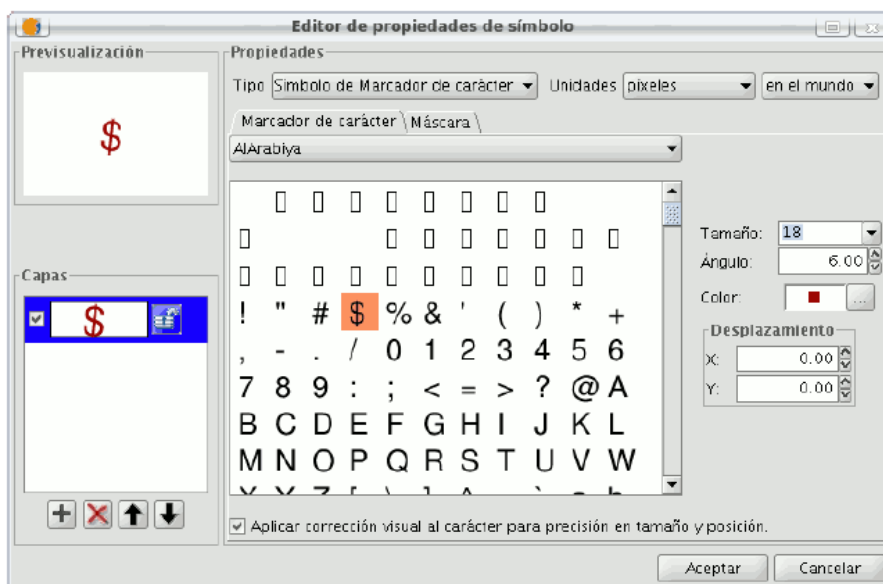 Editor de propiedades de símbolo
Previsualización
$
Propiedades
Tipo Símbolo de Marcador de carácter Unidades píxeles en el mundo
Marcador de carácter Máscara
AlArabiya
! " # $ % & ' ( ) * +
, - . / 0 1 2 3 4 5 6
7 8 9 : ; < = > ? @ A
B C D E F G H I J K L
M N O P Q R S T U V W
Tamaño: 18
Ángulo: 6.00
Color: ...
Desplazamiento
X: 0.00
Y: 0.00
Capas
$
Aplicar corrección visual al carácter para precisión en tamaño y posición.
Aceptar Cancelar